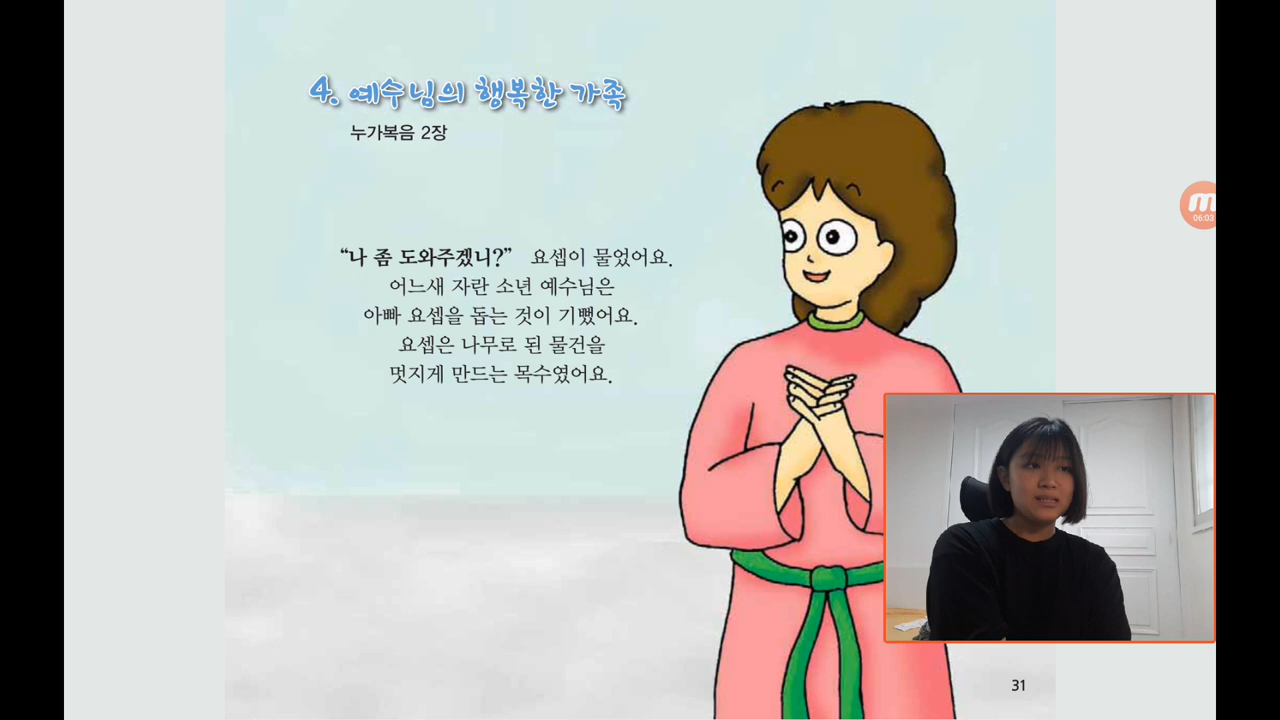 4. 예수님의 행복한 가족
누가복음 2장
“나 좀 도와주겠니?” 요셉이 물었어요.
어느새 자란 소년 예수님은
아빠 요셉을 돕는 것이 기뻤어요.
요셉은 나무로 된 물건을
멋지게 만드는 목수였어요.
06:03
31